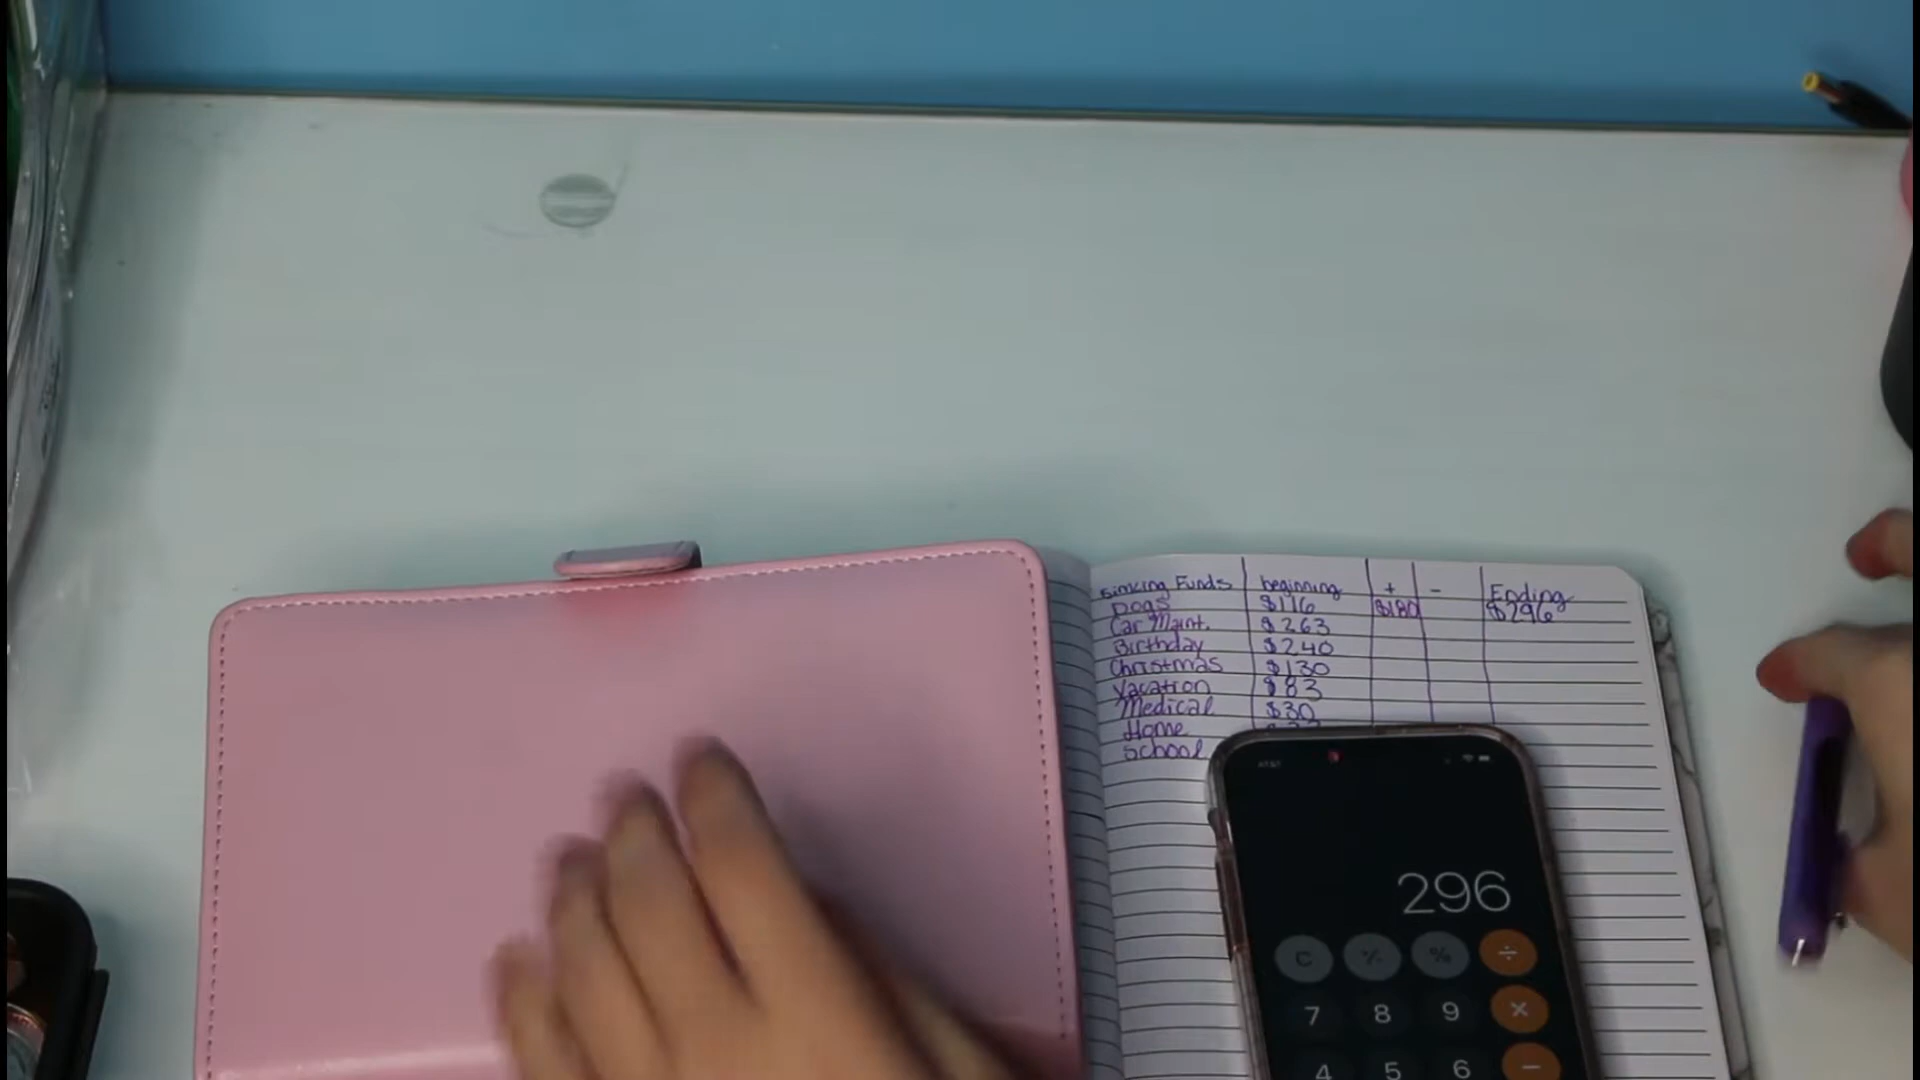 Sinking Funds beginning + - Ending
Dogs $116 $180 $296
Car Maint. $263
Birthday $240
Christmas $130
Vacation $83
Medical $30
Home
School
AT&T
296
C % ÷
7 8 9 ×
4 5 6 −